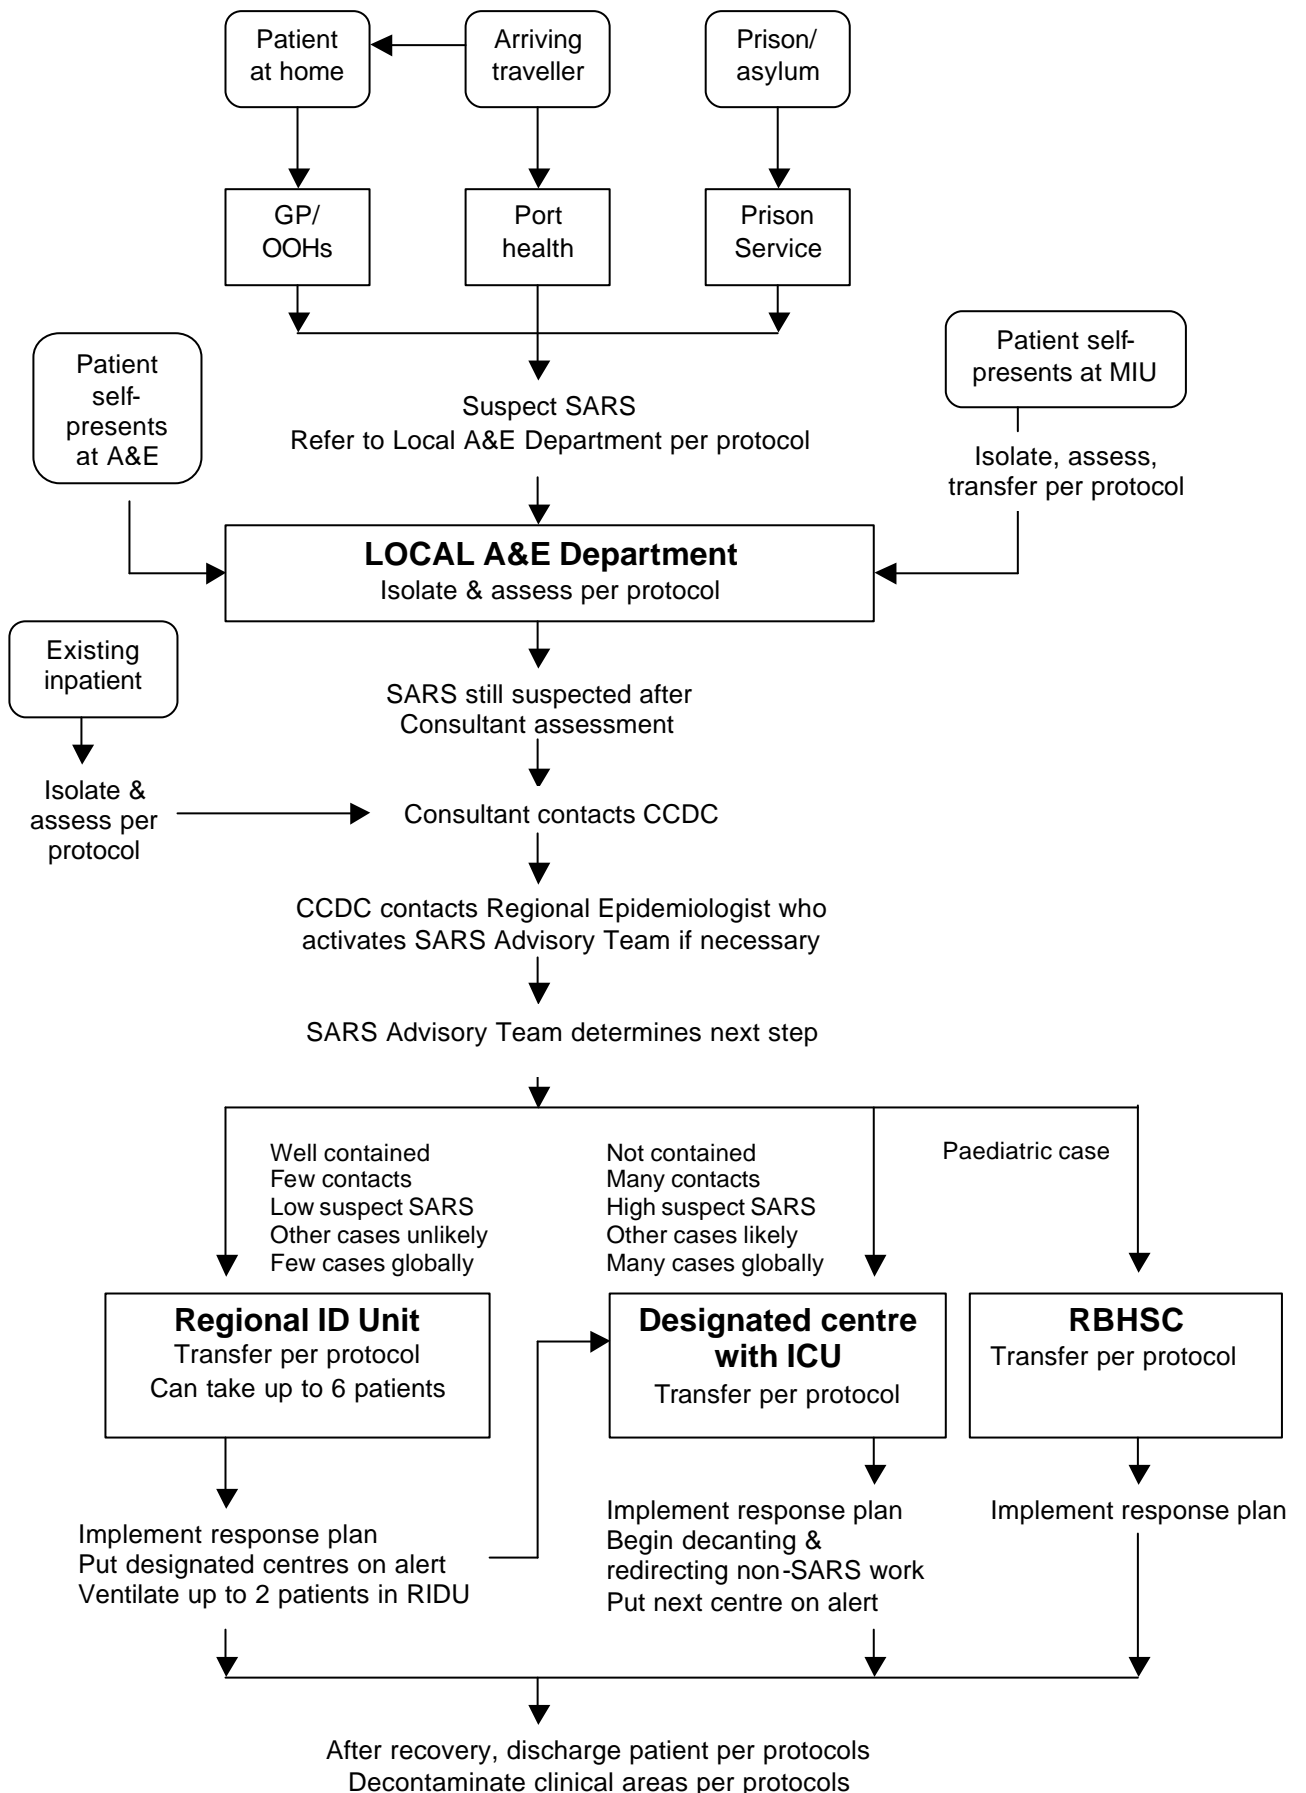 Patient
at home
Arriving
traveller
Prison/
asylum
GP/
OOHs
Port
health
Prison
Service
Patient
self-
presents
at A&E
Patient self-
presents at MIU
Suspect SARS
Refer to Local A&E Department per protocol
Isolate, assess,
transfer per protocol
LOCAL A&E Department
Isolate & assess per protocol
Existing
inpatient
SARS still suspected after
Consultant assessment
Isolate &
assess per
protocol
Consultant contacts CCDC
CCDC contacts Regional Epidemiologist who
activates SARS Advisory Team if necessary
SARS Advisory Team determines next step
Well contained
Few contacts
Low suspect SARS
Other cases unlikely
Few cases globally
Not contained
Many contacts
High suspect SARS
Other cases likely
Many cases globally
Paediatric case
Regional ID Unit
Transfer per protocol
Can take up to 6 patients
Designated centre
with ICU
Transfer per protocol
RBHSC
Transfer per protocol
Implement response plan
Put designated centres on alert
Ventilate up to 2 patients in RIDU
Implement response plan
Begin decanting &
redirecting non-SARS work
Put next centre on alert
Implement response plan
After recovery, discharge patient per protocols
Decontaminate clinical areas per protocols